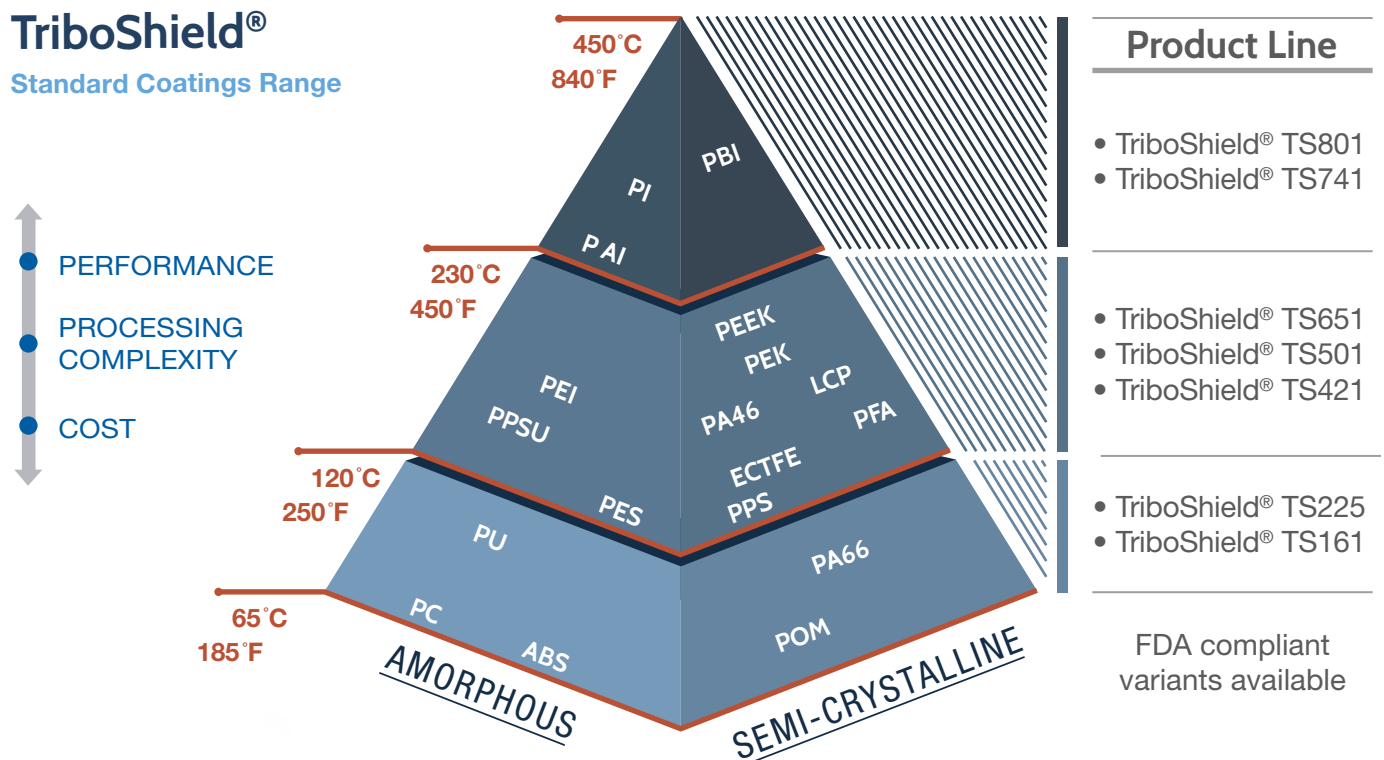 TriboShield®
Standard Coatings Range
PERFORMANCE
PROCESSING
COMPLEXITY
COST
450°C
840°F
230°C
450°F
120°C
250°F
65°C
185°F
PI
P AI
PBI
PEI
PPSU
PES
PEEK
PEK
LCP
PA46
PFA
ECTFE
PPS
PU
PC
ABS
PA66
POM
AMORPHOUS
SEMI-CRYSTALLINE
Product Line
• TriboShield® TS801
• TriboShield® TS741
• TriboShield® TS651
• TriboShield® TS501
• TriboShield® TS421
• TriboShield® TS225
• TriboShield® TS161
FDA compliant
variants available